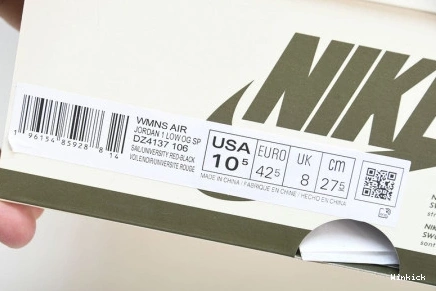 NIKE
WMNS AIR
JORDAN 1 LOW OG SP
DZ4137 106
SAIL/UNIVERSITY RED-BLACK
VOILE/NOIR/UNIVERSITE ROUGE
1 96154 85928 8 14
USA
10⁵
EURO
42⁵
UK
8
cm
27⁵
MADE IN CHINA / FABRIQUÉ EN CHINE / HECHO EN CHINA
Minkick